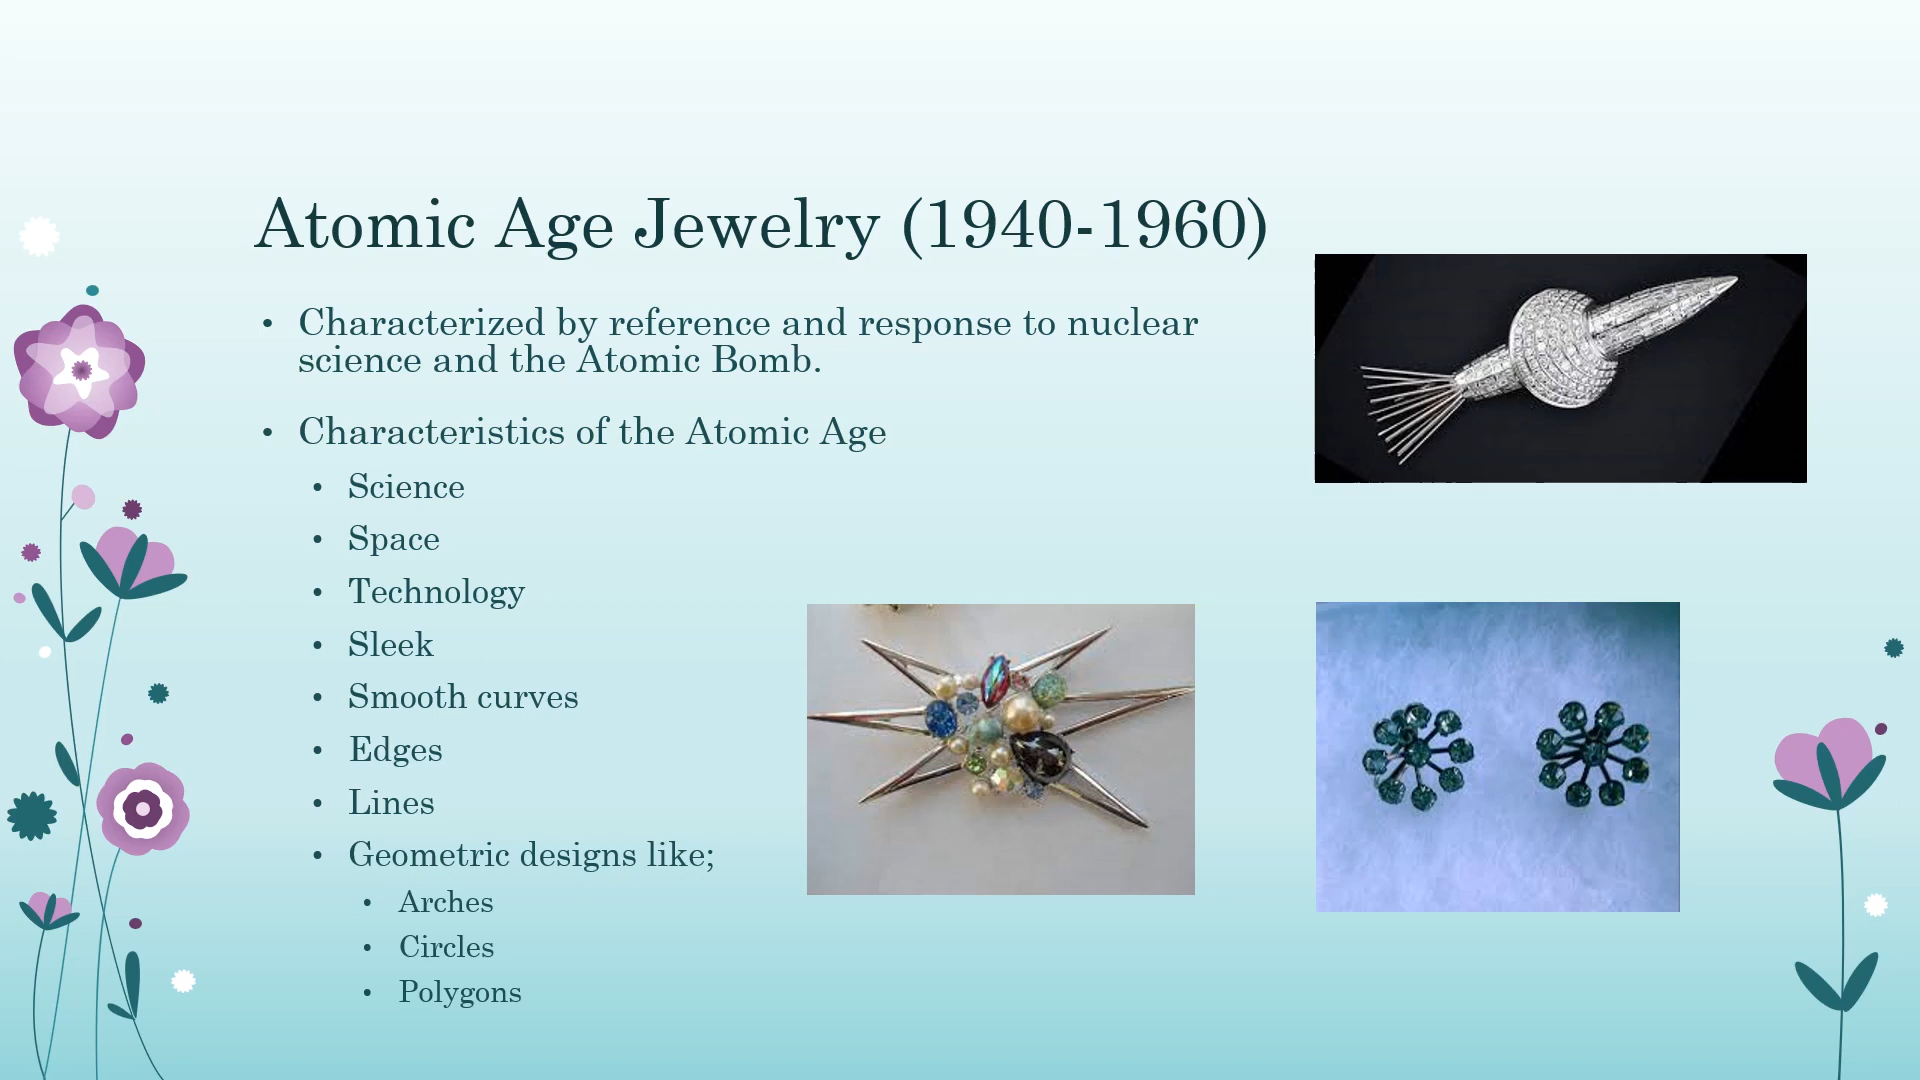 Atomic Age Jewelry (1940-1960)
• Characterized by reference and response to nuclear
science and the Atomic Bomb.
• Characteristics of the Atomic Age
• Science
• Space
• Technology
• Sleek
• Smooth curves
• Edges
• Lines
• Geometric designs like;
• Arches
• Circles
• Polygons